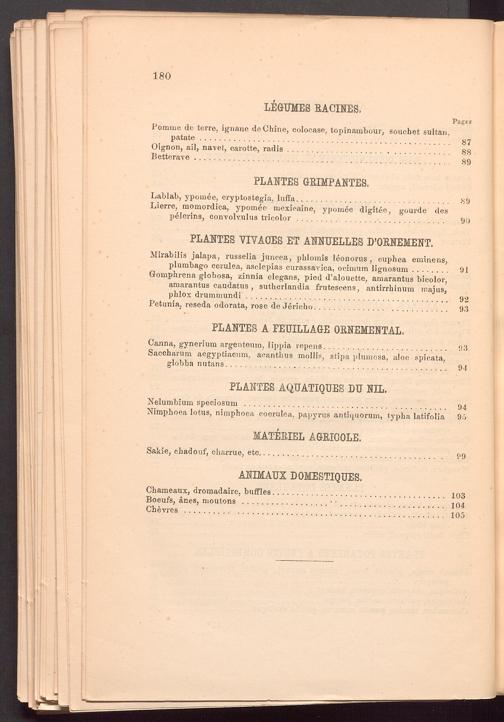 180
LÉGUMES RACINES.
Pages
Pomme de terre, igname de Chine, colocase, topinambour, souchet sultan,
patate .......... 87
Oignon, ail, navet, carotte, radis .......... 88
Betterave .......... 89
PLANTES GRIMPANTES.
Lablab, ypomée, cryptostegia, luffa .......... 89
Lierre, momordica, ypomée mexicaine, ypomée digitée, gourde des
pélerins, convolvulus tricolor .......... 90
PLANTES VIVACES ET ANNUELLES D'ORNEMENT.
Mirabilis jalapa, russelia juncea, phlomis léonorus, euphea eminens,
plumbago cerulea, asclepias curassavica, ocimum lignosum ........ 91
Gomphrena globosa, zinnia elegans, pied d'alouette, amarantus bicolor,
amarantus caudatus, sutherlandia frutescens, antirrhinum majus,
phlox drummundi .......... 92
Petunia, reseda odorata, rose de Jéricho .......... 93
PLANTES A FEUILLAGE ORNEMENTAL.
Canna, gynerium argenteum, lippia repens .......... 93
Saccharum aegyptiacum, acanthus mollis, stipa plumosa, aloe spicata,
globba nutans .......... 94
PLANTES AQUATIQUES DU NIL.
Nelumbium speciosum .......... 94
Nimphoea lotus, nimphoea coerulea, papyrus antiquorum, typha latifolia 95
MATÉRIEL AGRICOLE.
Sakie, chadouf, charrue, etc. .......... 99
ANIMAUX DOMESTIQUES.
Chameaux, dromadaire, buffles .......... 103
Boeufs, ânes, moutons .......... 104
Chèvres .......... 105